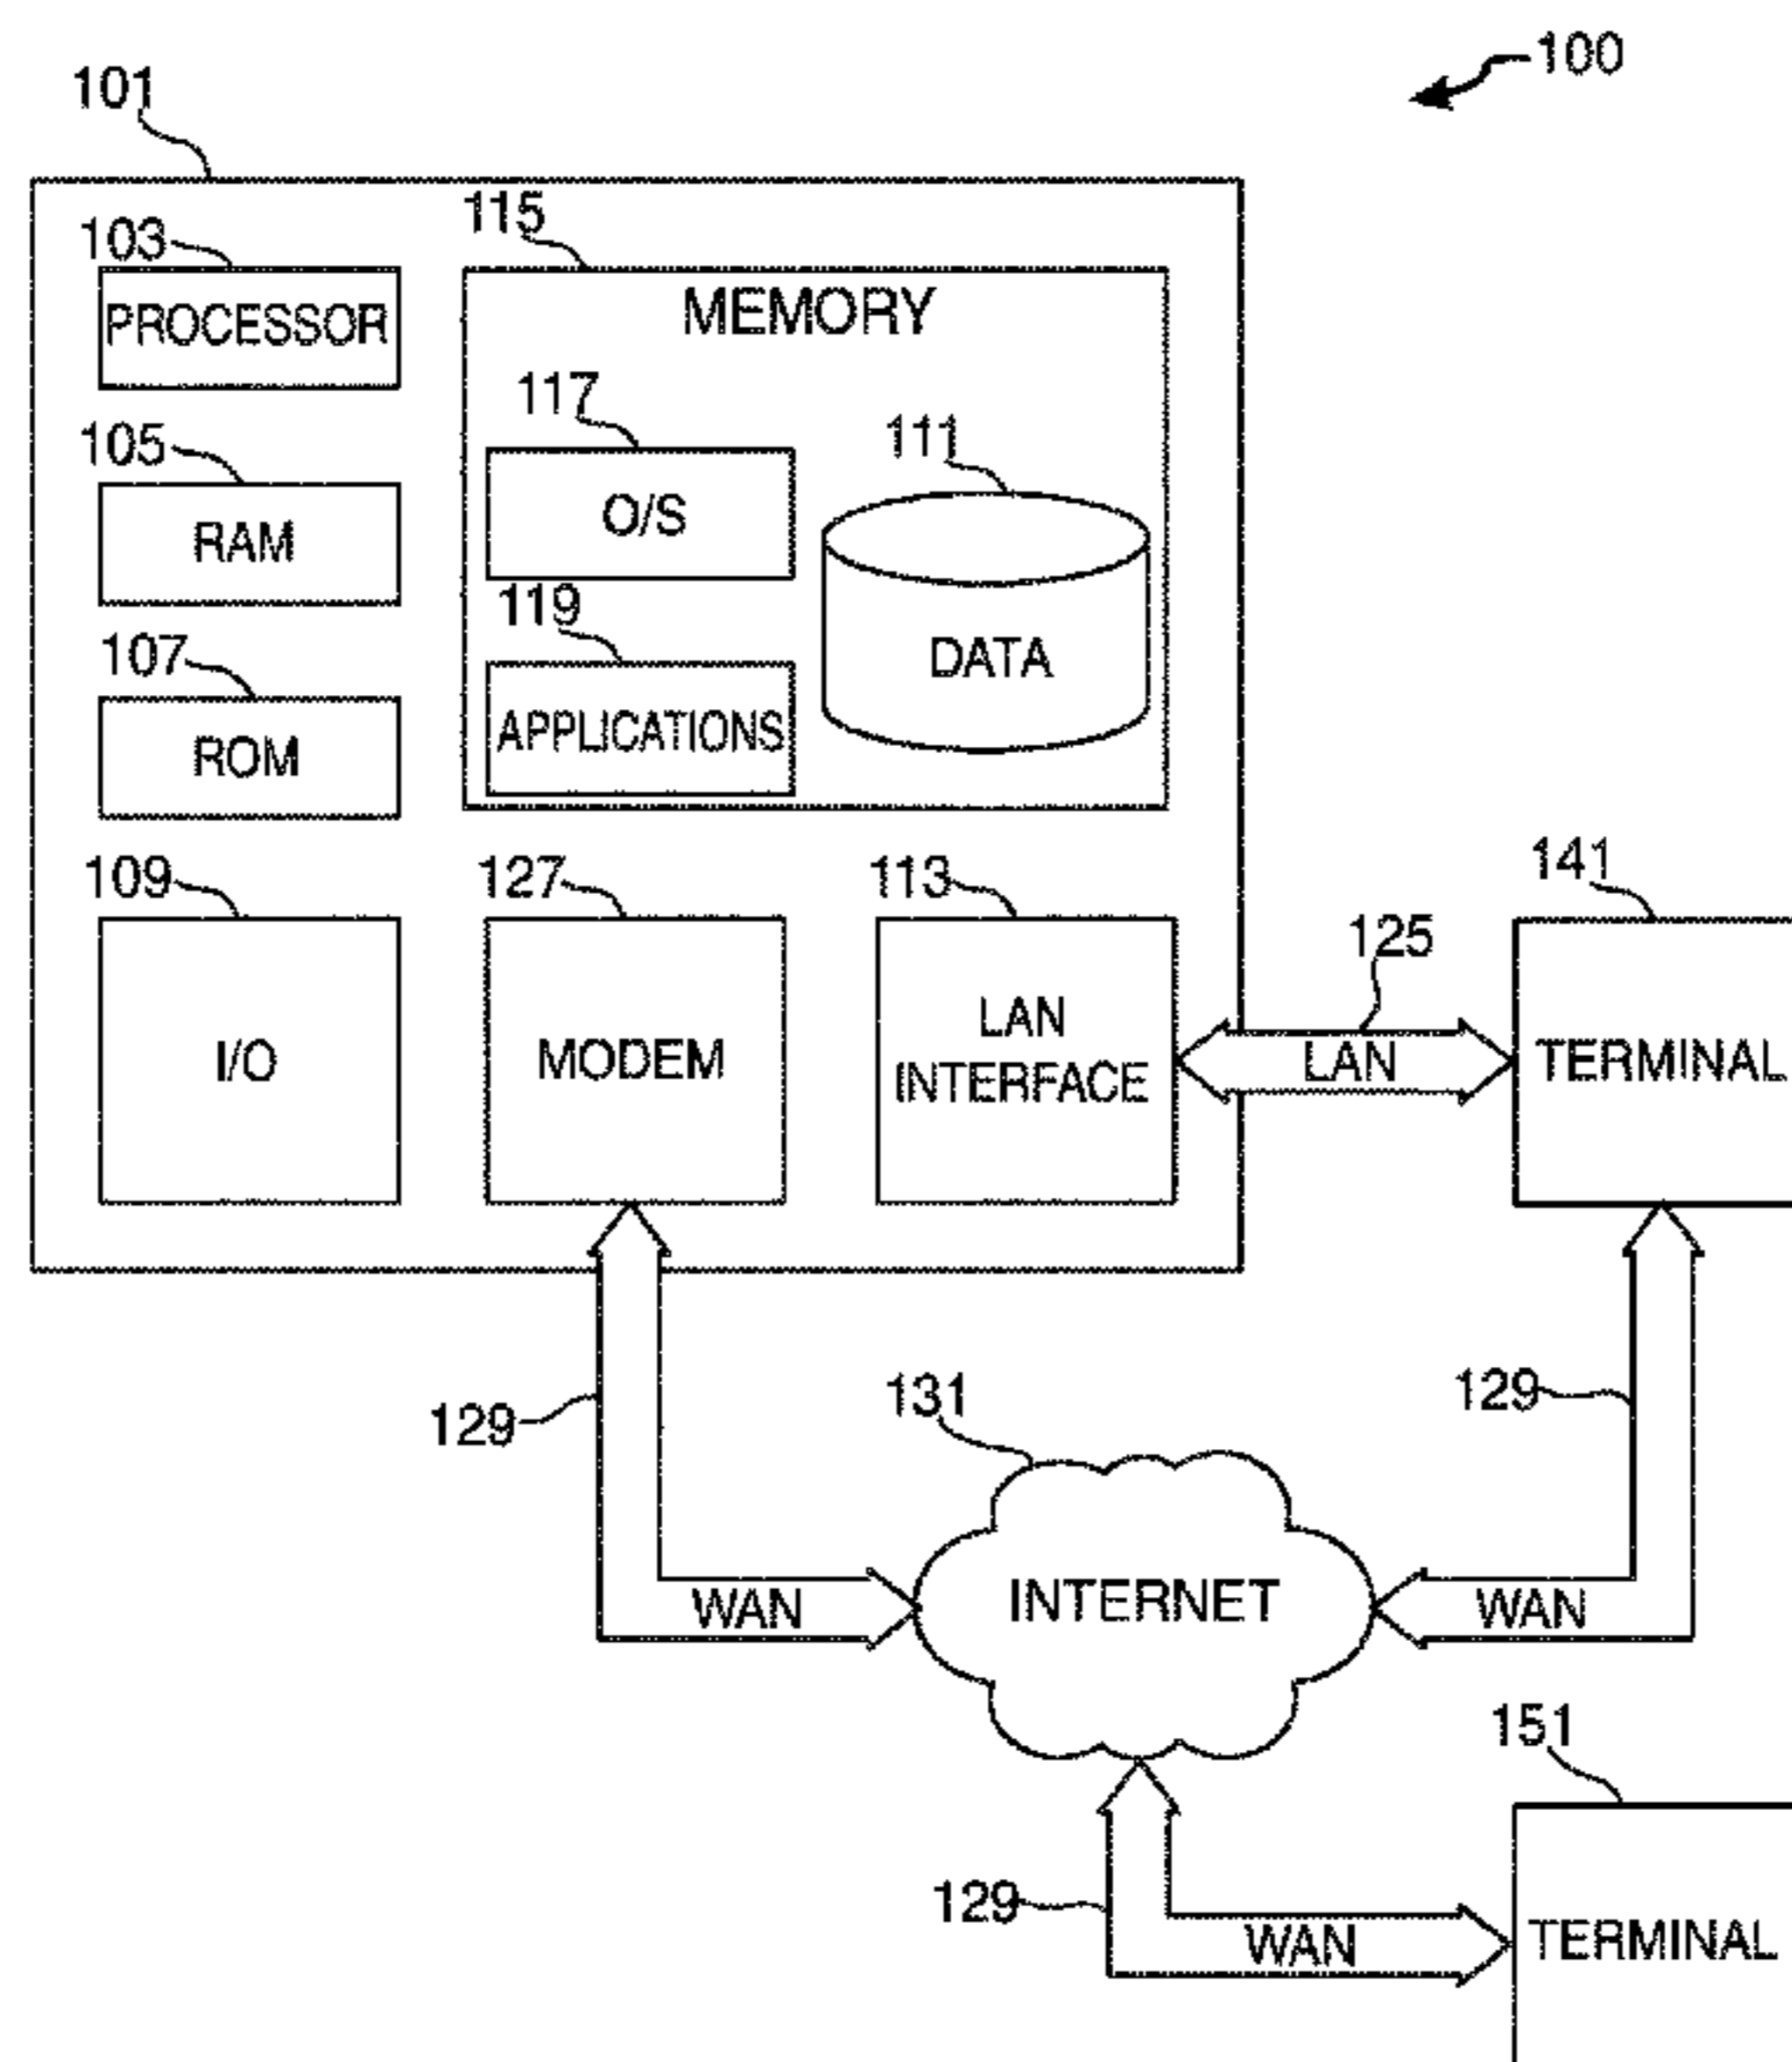 100
101
103
PROCESSOR
115
MEMORY
105
RAM
117
O/S
111
DATA
107
ROM
119
APPLICATIONS
109
I/O
127
MODEM
113
LAN
INTERFACE
125
LAN
141
TERMINAL
129
WAN
131
INTERNET
129
WAN
129
WAN
151
TERMINAL